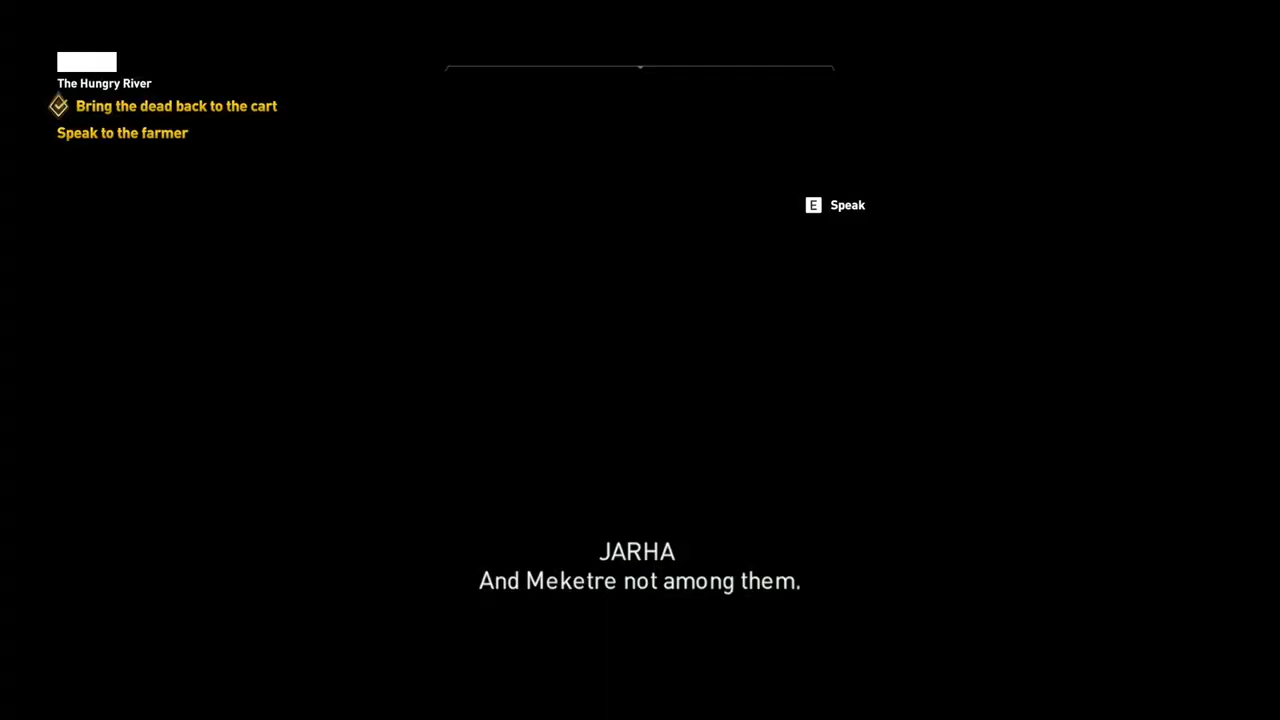 The Hungry River
Bring the dead back to the cart
Speak to the farmer
E Speak
JARHA
And Meketre not among them.